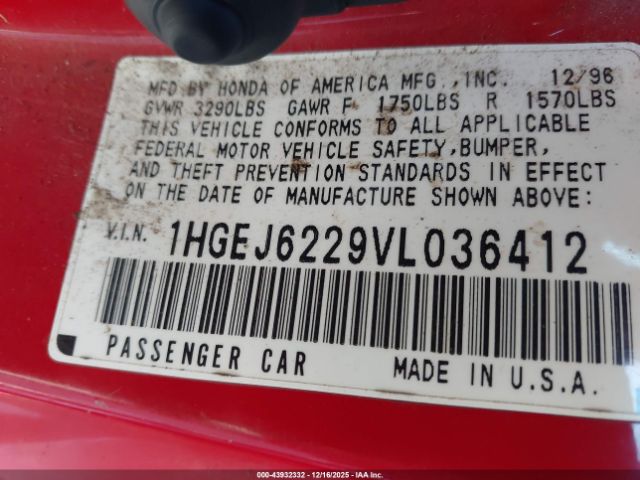 MFD BY HONDA OF AMERICA MFG., INC. 12/96
GVWR 3290LBS GAWR F 1750LBS R 1570LBS
THIS VEHICLE CONFORMS TO ALL APPLICABLE
FEDERAL MOTOR VEHICLE SAFETY, BUMPER,
AND THEFT PREVENTION STANDARDS IN EFFECT
ON THE DATE OF MANUFACTURE SHOWN ABOVE:
V.I.N. 1HGEJ6229VL036412
PASSENGER CAR MADE IN U.S.A.
000-43932332 | 12/16/2025 - IAAI.COM